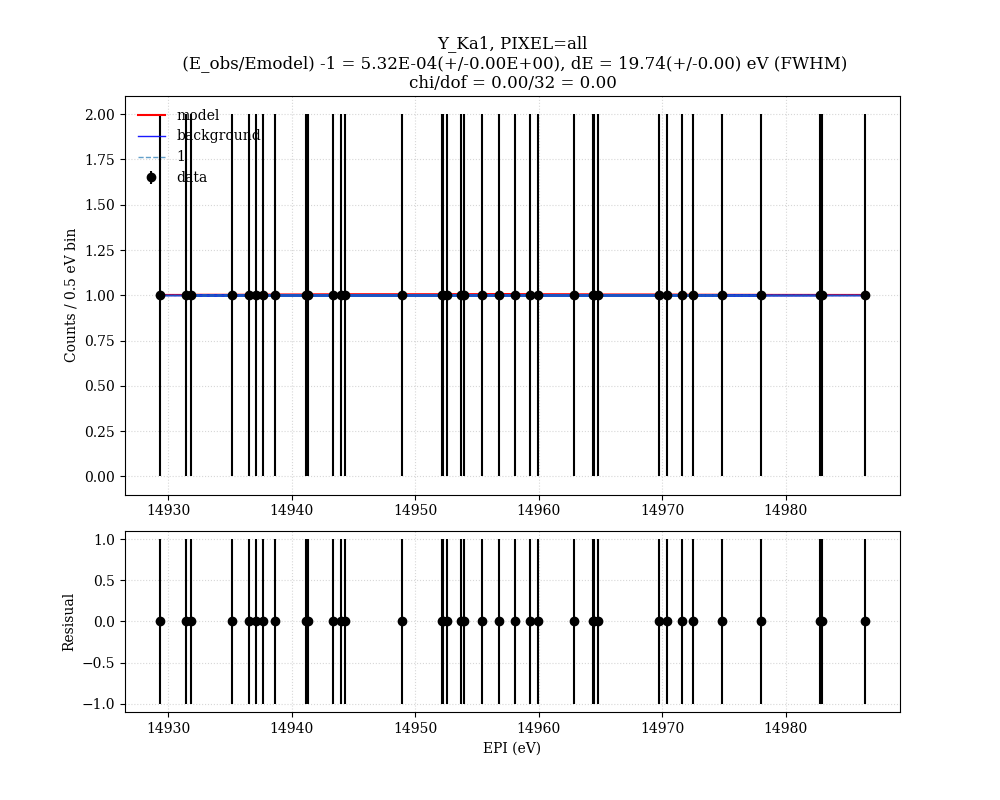 Y_Ka1, PIXEL=all
(E_obs/Emodel) -1 = 5.32E-04(+/-0.00E+00), dE = 19.74(+/-0.00) eV (FWHM)
chi/dof = 0.00/32 = 0.00
model
background
1
data
Counts / 0.5 eV bin
2.00
1.75
1.50
1.25
1.00
0.75
0.50
0.25
0.00
14930 14940 14950 14960 14970 14980
Resisual
1.0
0.5
0.0
−0.5
−1.0
14930 14940 14950 14960 14970 14980
EPI (eV)